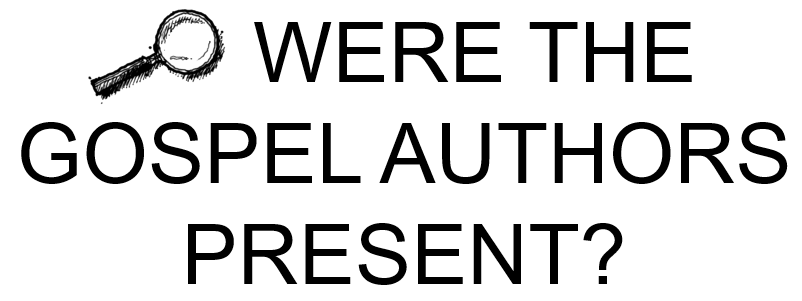 WERE THE
GOSPEL AUTHORS
PRESENT?